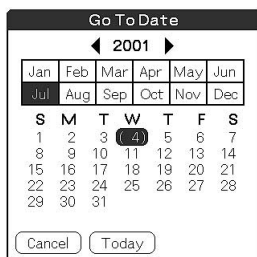 Go To Date
2001
Jan Feb Mar Apr May Jun
Jul Aug Sep Oct Nov Dec
S M T W T F S
1 2 3 4 5 6 7
8 9 10 11 12 13 14
15 16 17 18 19 20 21
22 23 24 25 26 27 28
29 30 31
Cancel Today